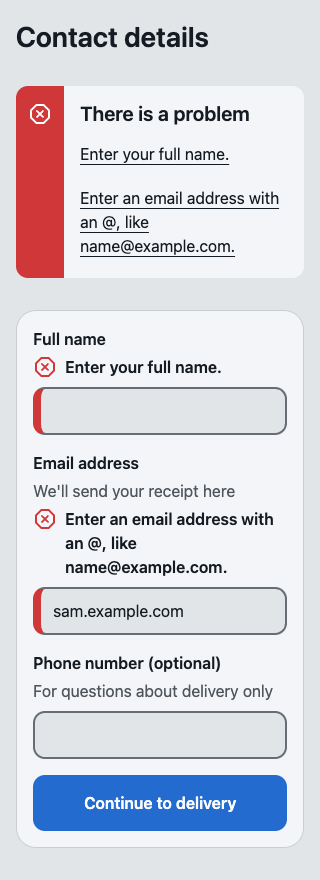 Contact details
There is a problem
Enter your full name.
Enter an email address with
an @, like
name@example.com.
Full name
Enter your full name.
Email address
We'll send your receipt here
Enter an email address with
an @, like
name@example.com.
sam.example.com
Phone number (optional)
For questions about delivery only
Continue to delivery